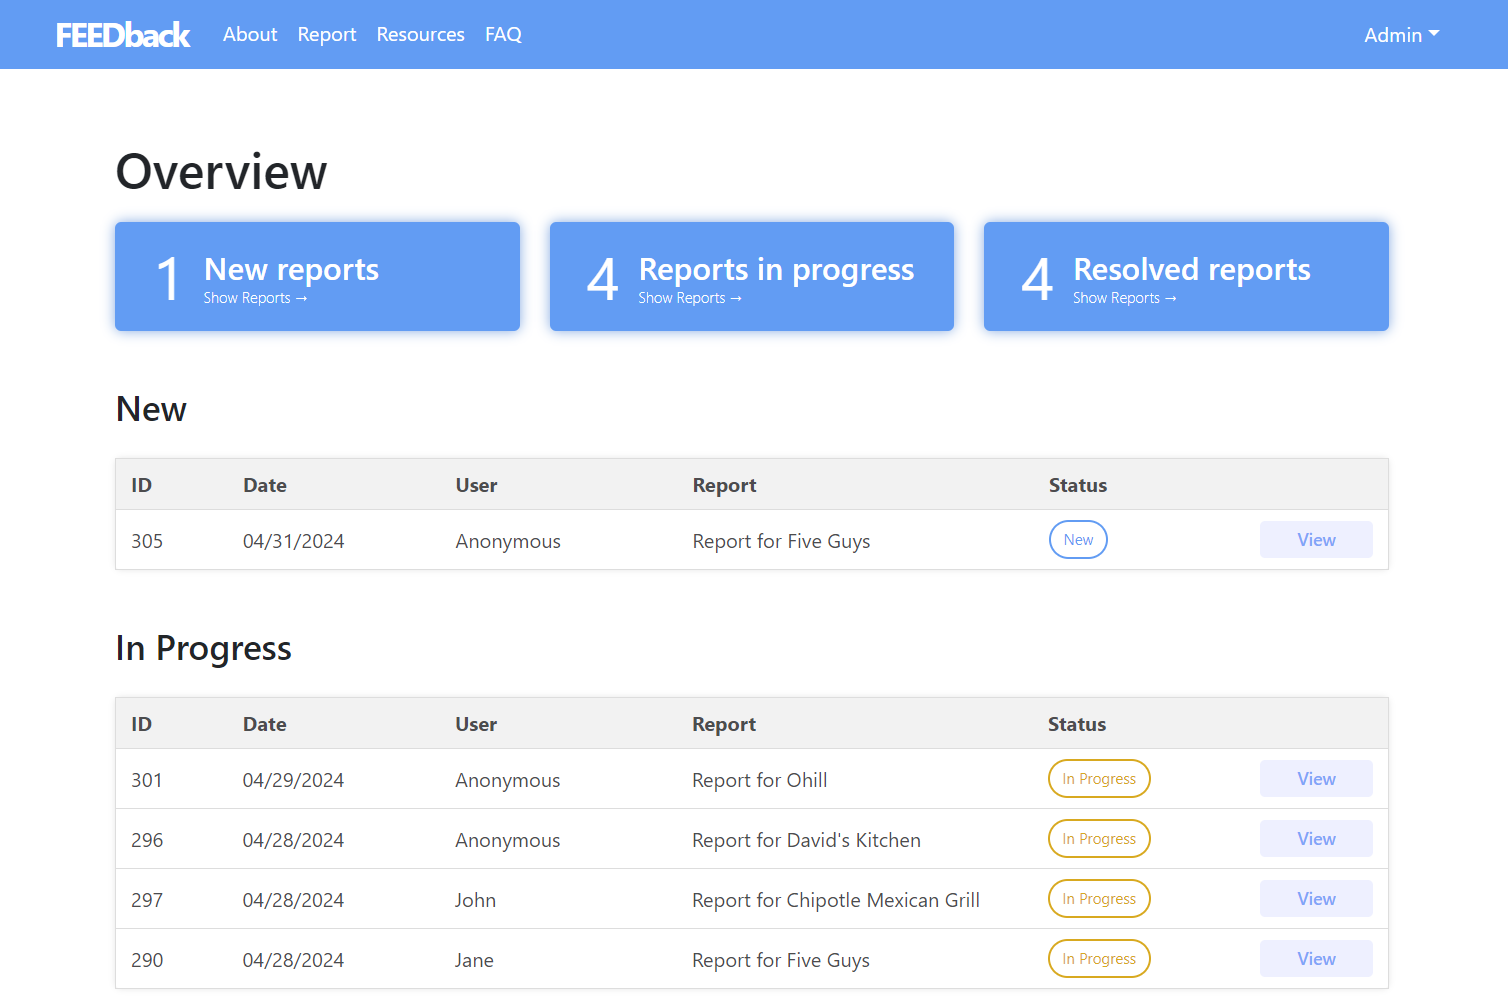 FEEDback About Report Resources FAQ Admin
Overview
1 New reports
Show Reports →
4 Reports in progress
Show Reports →
4 Resolved reports
Show Reports →
New
ID Date User Report Status
305 04/31/2024 Anonymous Report for Five Guys New View
In Progress
ID Date User Report Status
301 04/29/2024 Anonymous Report for Ohill In Progress View
296 04/28/2024 Anonymous Report for David's Kitchen In Progress View
297 04/28/2024 John Report for Chipotle Mexican Grill In Progress View
290 04/28/2024 Jane Report for Five Guys In Progress View